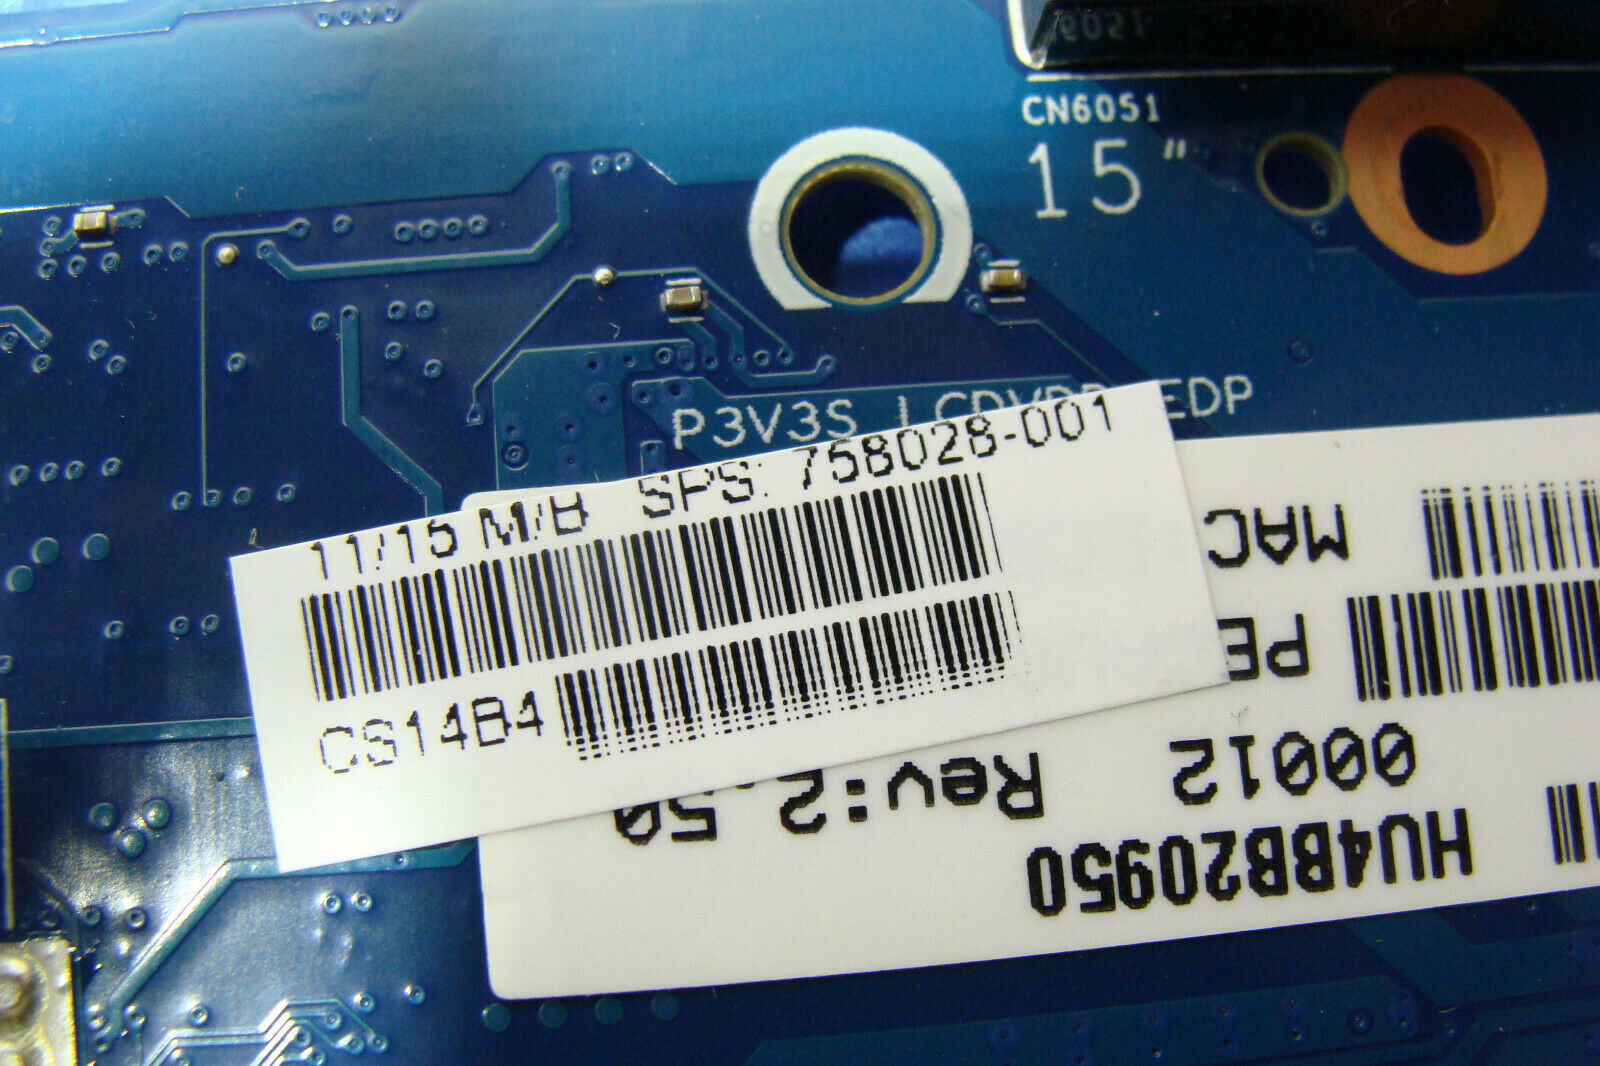 CN6051
15"
P3V3S LCDVDD EDP
11/15 M/B SPS: 758028-001
CS14B4
MAC
PE
00012
Rev:2.50
HU4BB20950